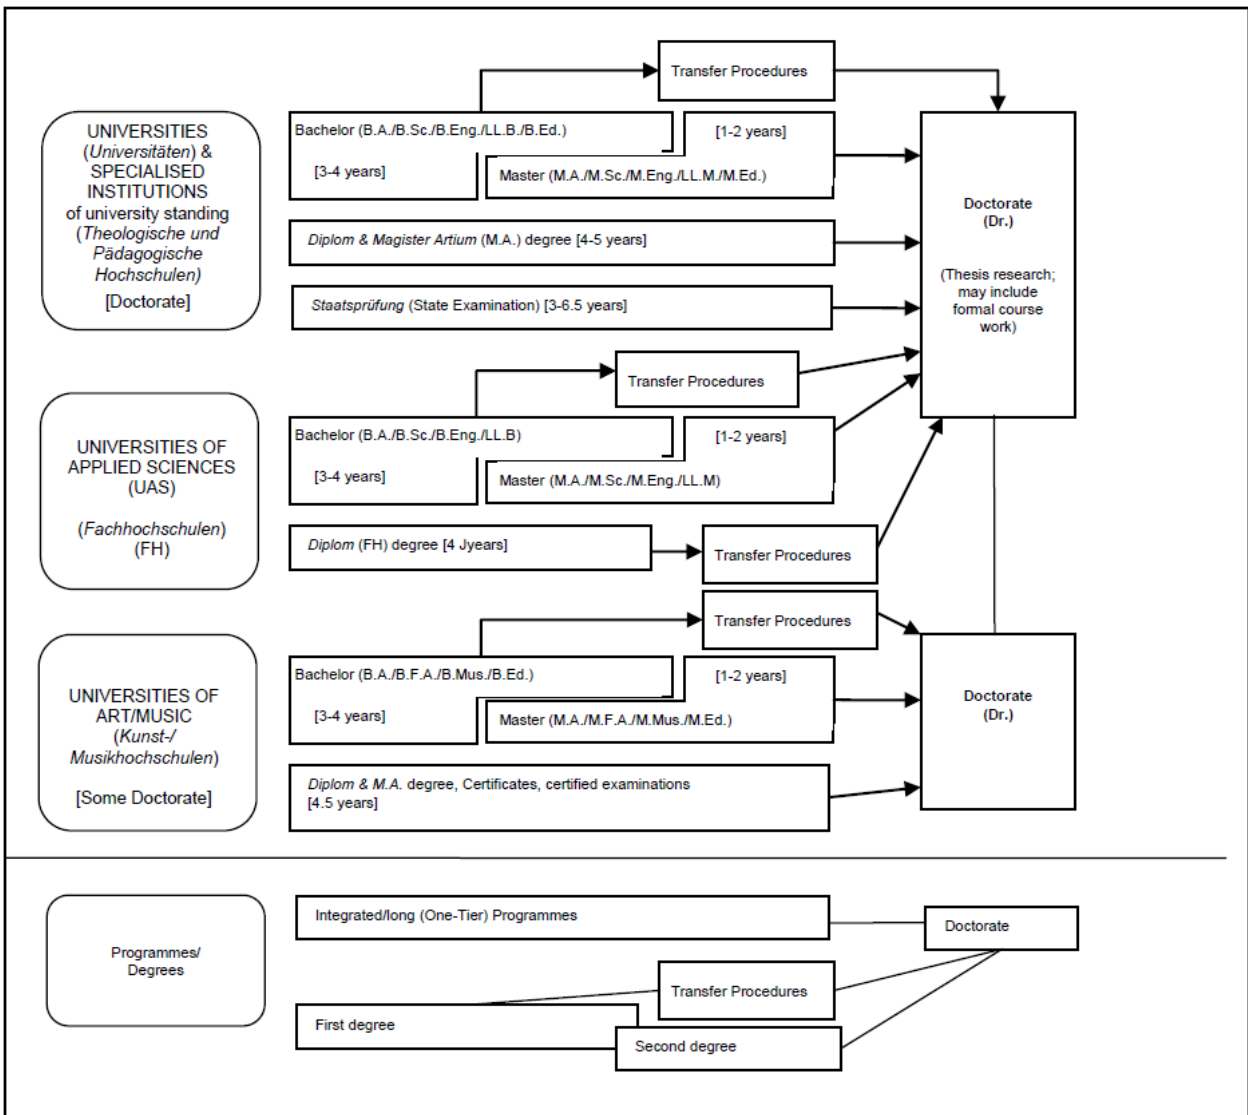 Transfer Procedures
UNIVERSITIES
(Universitäten) &
SPECIALISED
INSTITUTIONS
of university standing
(Theologische und
Pädagogische
Hochschulen)
[Doctorate]
Bachelor (B.A./B.Sc./B.Eng./LL.B./B.Ed.)
[3-4 years]
[1-2 years]
Master (M.A./M.Sc./M.Eng./LL.M./M.Ed.)
Diplom & Magister Artium (M.A.) degree [4-5 years]
Staatsprüfung (State Examination) [3-6.5 years]
Doctorate
(Dr.)
(Thesis research;
may include
formal course
work)
Transfer Procedures
UNIVERSITIES OF
APPLIED SCIENCES
(UAS)
(Fachhochschulen)
(FH)
Bachelor (B.A./B.Sc./B.Eng./LL.B)
[3-4 years]
[1-2 years]
Master (M.A./M.Sc./M.Eng./LL.M)
Diplom (FH) degree [4 Jyears]
Transfer Procedures
Transfer Procedures
UNIVERSITIES OF
ART/MUSIC
(Kunst-/
Musikhochschulen)
[Some Doctorate]
Bachelor (B.A./B.F.A./B.Mus./B.Ed.)
[3-4 years]
[1-2 years]
Master (M.A./M.F.A./M.Mus./M.Ed.)
Diplom & M.A. degree, Certificates, certified examinations
[4.5 years]
Doctorate
(Dr.)
Programmes/
Degrees
Integrated/long (One-Tier) Programmes
Doctorate
Transfer Procedures
First degree
Second degree